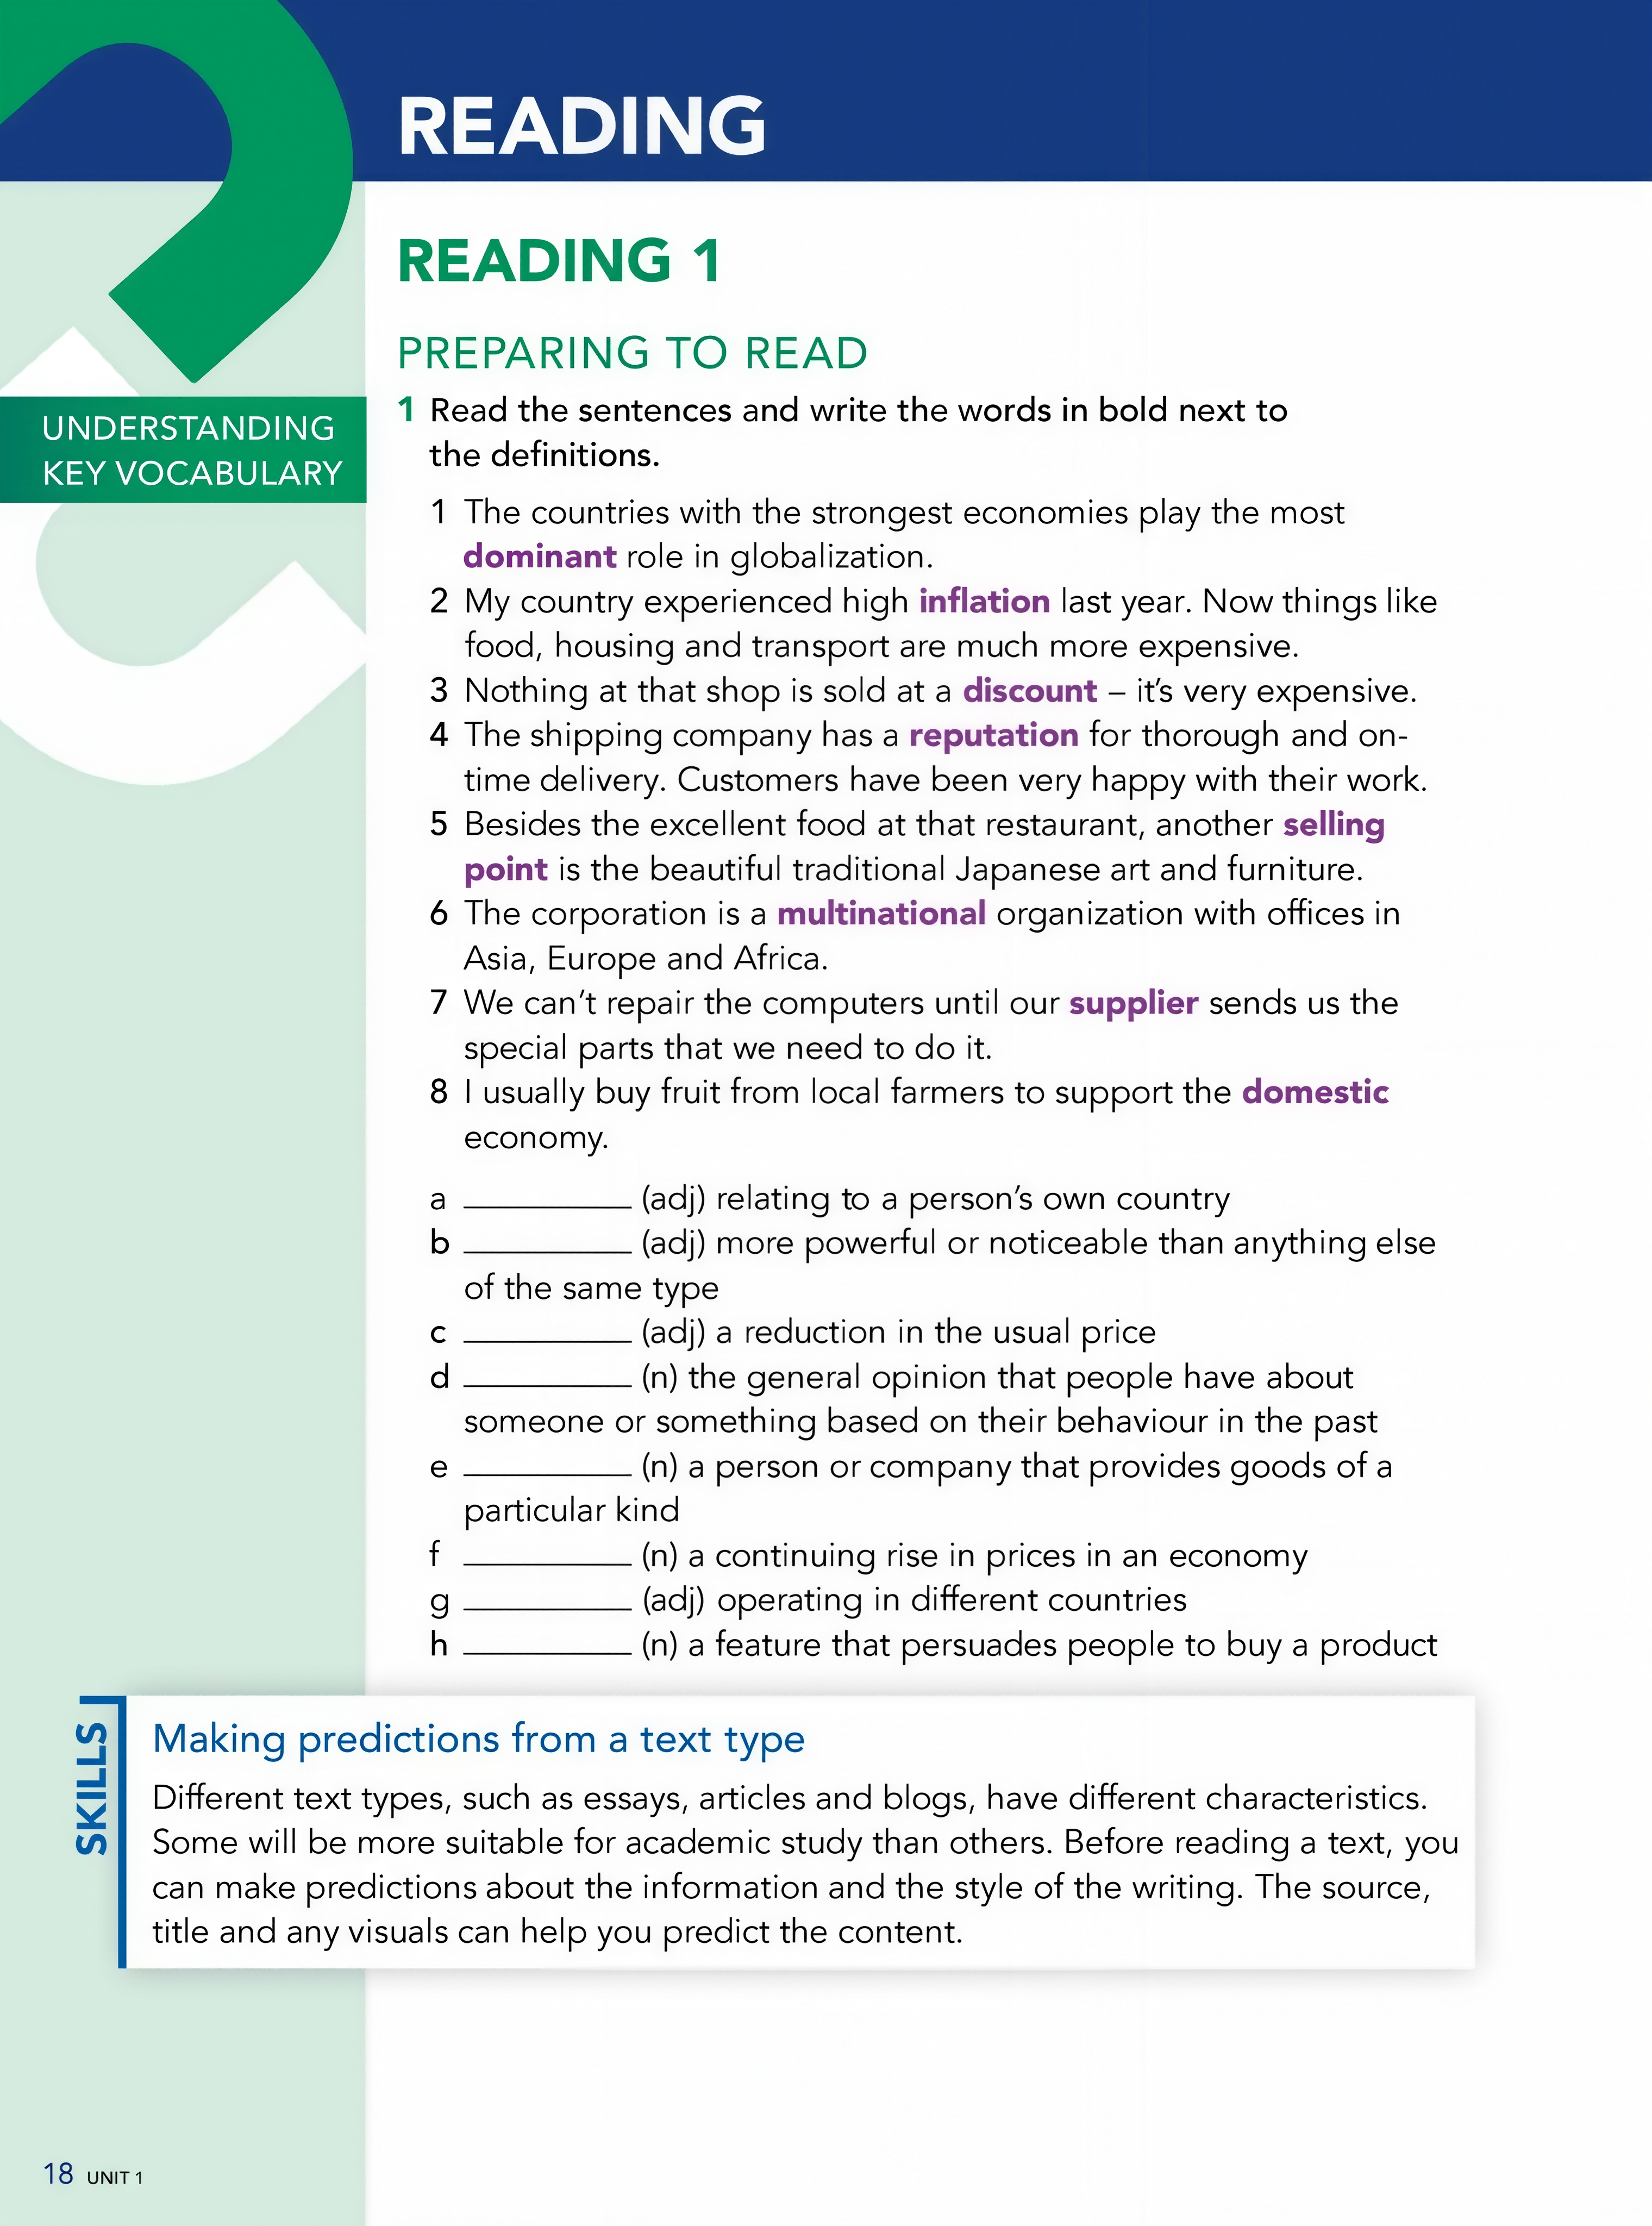 READING
READING 1
PREPARING TO READ
UNDERSTANDING
KEY VOCABULARY
1 Read the sentences and write the words in bold next to
the definitions.
1 The countries with the strongest economies play the most
dominant role in globalization.
2 My country experienced high inflation last year. Now things like
food, housing and transport are much more expensive.
3 Nothing at that shop is sold at a discount – it’s very expensive.
4 The shipping company has a reputation for thorough and on-
time delivery. Customers have been very happy with their work.
5 Besides the excellent food at that restaurant, another selling
point is the beautiful traditional Japanese art and furniture.
6 The corporation is a multinational organization with offices in
Asia, Europe and Africa.
7 We can’t repair the computers until our supplier sends us the
special parts that we need to do it.
8 I usually buy fruit from local farmers to support the domestic
economy.
a __________ (adj) relating to a person’s own country
b __________ (adj) more powerful or noticeable than anything else
of the same type
c __________ (adj) a reduction in the usual price
d __________ (n) the general opinion that people have about
someone or something based on their behaviour in the past
e __________ (n) a person or company that provides goods of a
particular kind
f __________ (n) a continuing rise in prices in an economy
g __________ (adj) operating in different countries
h __________ (n) a feature that persuades people to buy a product
SKILLS
Making predictions from a text type
Different text types, such as essays, articles and blogs, have different characteristics.
Some will be more suitable for academic study than others. Before reading a text, you
can make predictions about the information and the style of the writing. The source,
title and any visuals can help you predict the content.
18 UNIT 1